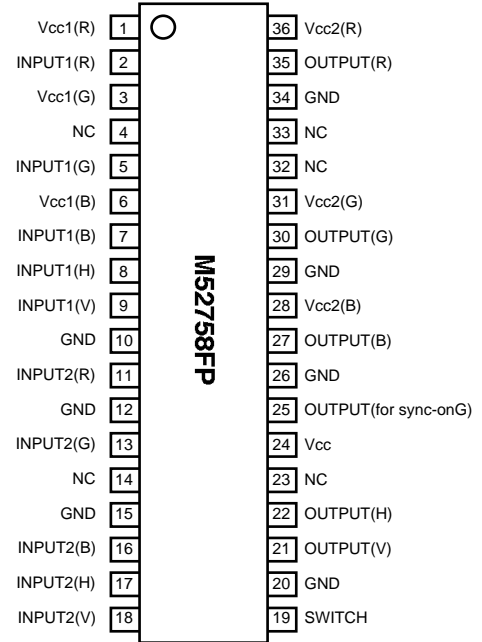 Vcc1(R) 1 36 Vcc2(R)
INPUT1(R) 2 35 OUTPUT(R)
Vcc1(G) 3 34 GND
NC 4 33 NC
INPUT1(G) 5 32 NC
Vcc1(B) 6 31 Vcc2(G)
INPUT1(B) 7 30 OUTPUT(G)
INPUT1(H) 8 29 GND
INPUT1(V) 9 28 Vcc2(B)
GND 10 27 OUTPUT(B)
INPUT2(R) 11 26 GND
GND 12 25 OUTPUT(for sync-onG)
INPUT2(G) 13 24 Vcc
NC 14 23 NC
GND 15 22 OUTPUT(H)
INPUT2(B) 16 21 OUTPUT(V)
INPUT2(H) 17 20 GND
INPUT2(V) 18 19 SWITCH
M52758FP